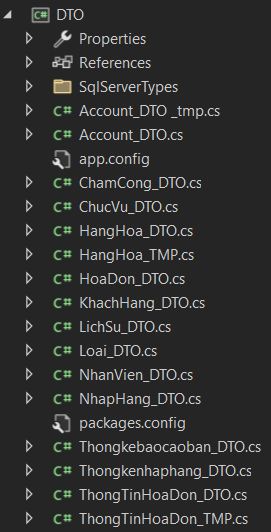 DTO
Properties
References
SqlServerTypes
Account_DTO _tmp.cs
Account_DTO.cs
app.config
ChamCong_DTO.cs
ChucVu_DTO.cs
HangHoa_DTO.cs
HangHoa_TMP.cs
HoaDon_DTO.cs
KhachHang_DTO.cs
LichSu_DTO.cs
Loai_DTO.cs
NhanVien_DTO.cs
NhapHang_DTO.cs
packages.config
Thongkebaocaoban_DTO.cs
Thongkenhaphang_DTO.cs
ThongTinHoaDon_DTO.cs
ThongTinHoaDon_TMP.cs